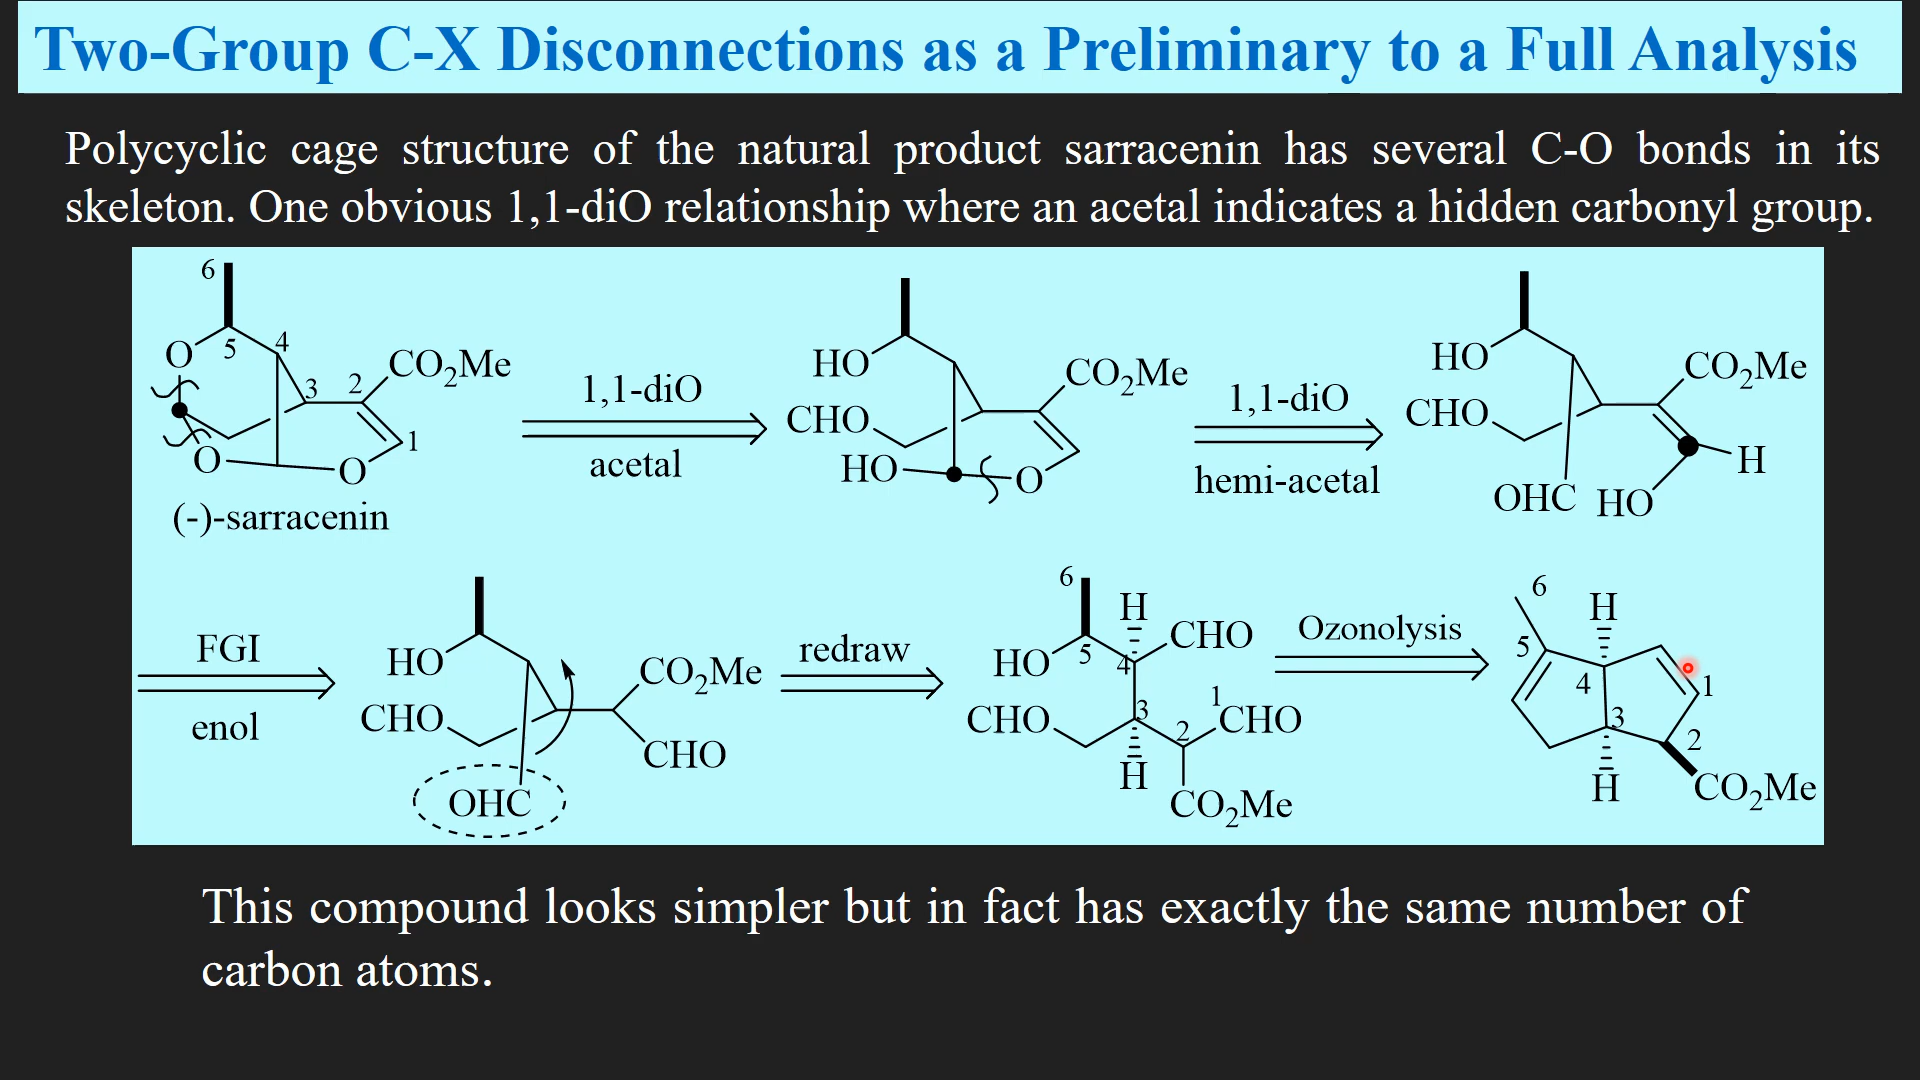 Two-Group C-X Disconnections as a Preliminary to a Full Analysis
Polycyclic cage structure of the natural product sarracenin has several C-O bonds in its
skeleton. One obvious 1,1-diO relationship where an acetal indicates a hidden carbonyl group.
6
O
5
4
3
2
CO2Me
1
O
O
(-)-sarracenin
1,1-diO
acetal
HO
CHO
HO
O
CO2Me
1,1-diO
hemi-acetal
HO
CHO
OHC
HO
H
CO2Me
FGI
enol
HO
CHO
OHC
CO2Me
CHO
redraw
6
H
CHO
HO
5
4
CHO
3
2
1
CHO
H
CO2Me
Ozonolysis
6
H
5
4
1
3
2
H
CO2Me
This compound looks simpler but in fact has exactly the same number of
carbon atoms.